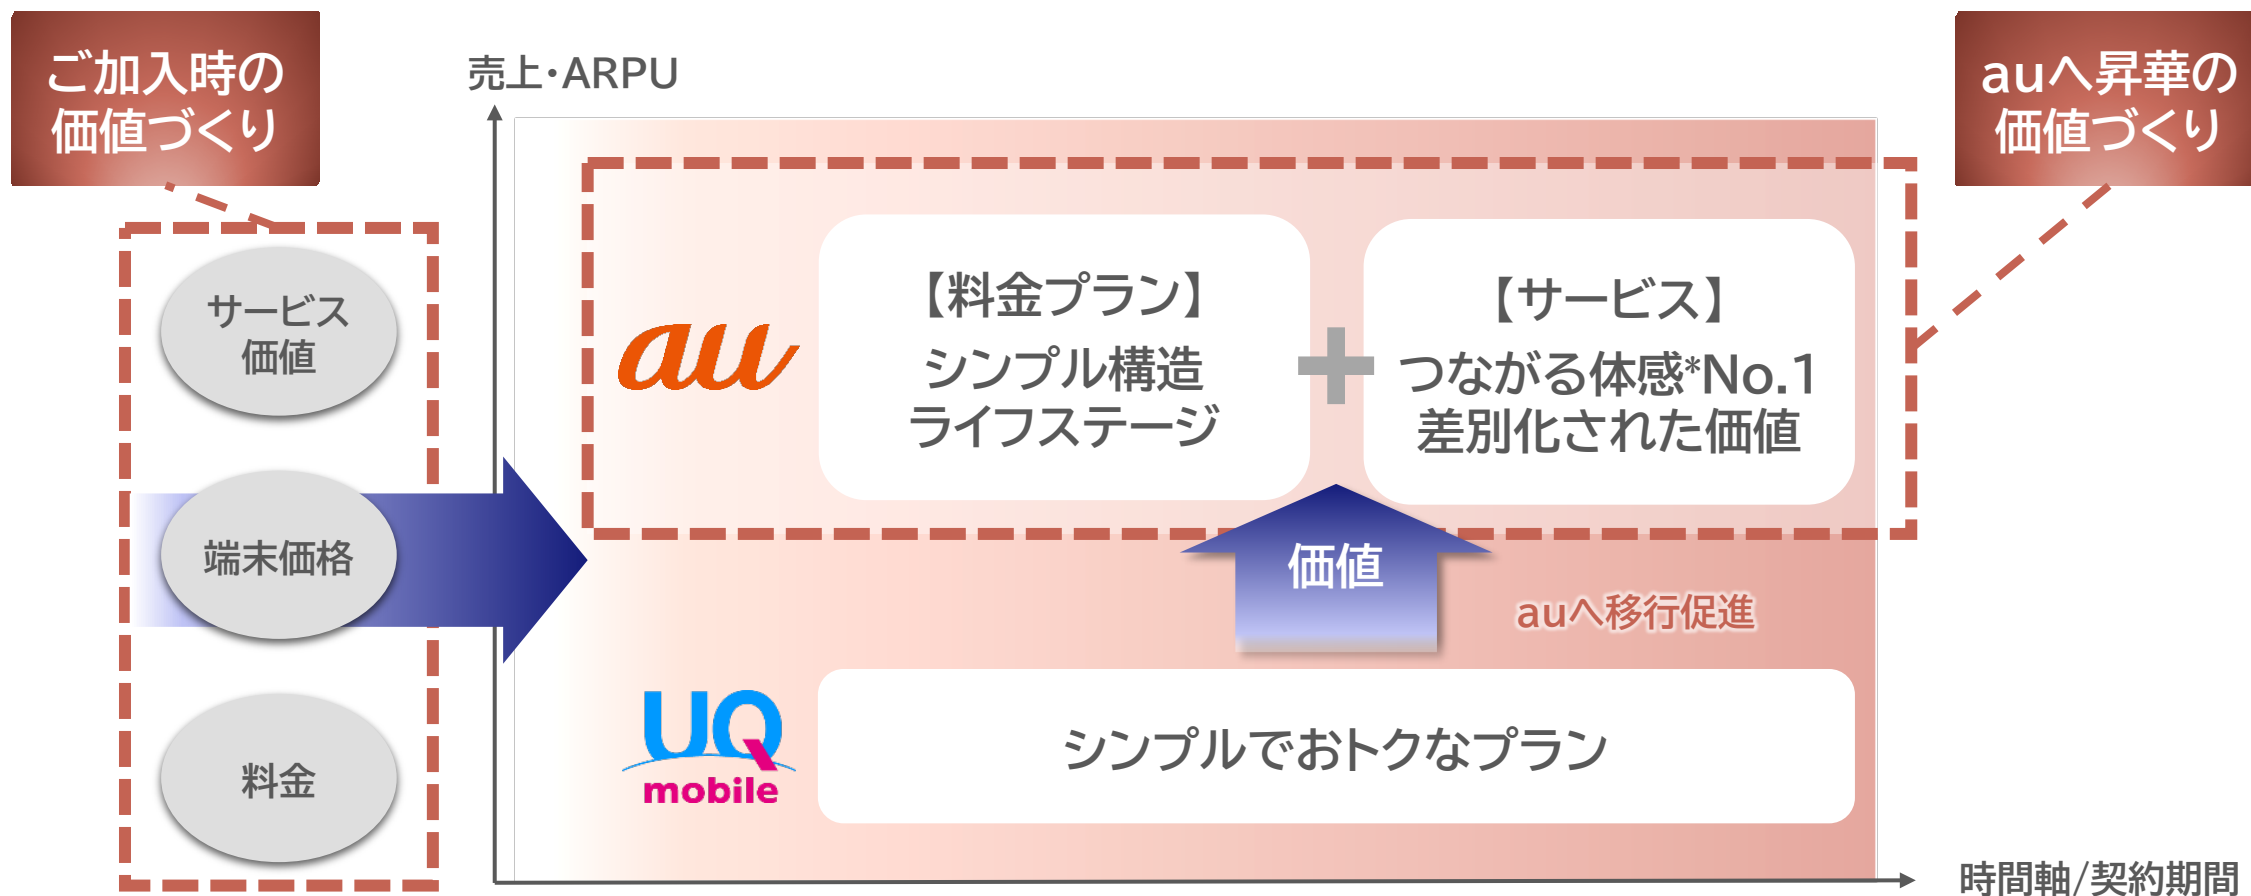 ご加入時の
価値づくり
売上・ARPU
auへ昇華の
価値づくり
サービス
価値
端末価格
料金
au
【料金プラン】
シンプル構造
ライフステージ
+
【サービス】
つながる体感*No.1
差別化された価値
価値
auへ移行促進
UQ
mobile
シンプルでおトクなプラン
時間軸/契約期間